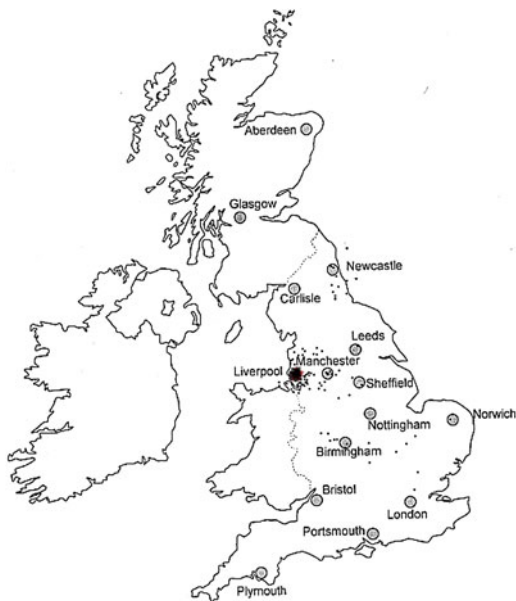 Aberdeen
Glasgow
Newcastle
Carlisle
Leeds
Manchester
Liverpool
Sheffield
Nottingham
Norwich
Birmingham
Bristol
London
Portsmouth
Plymouth